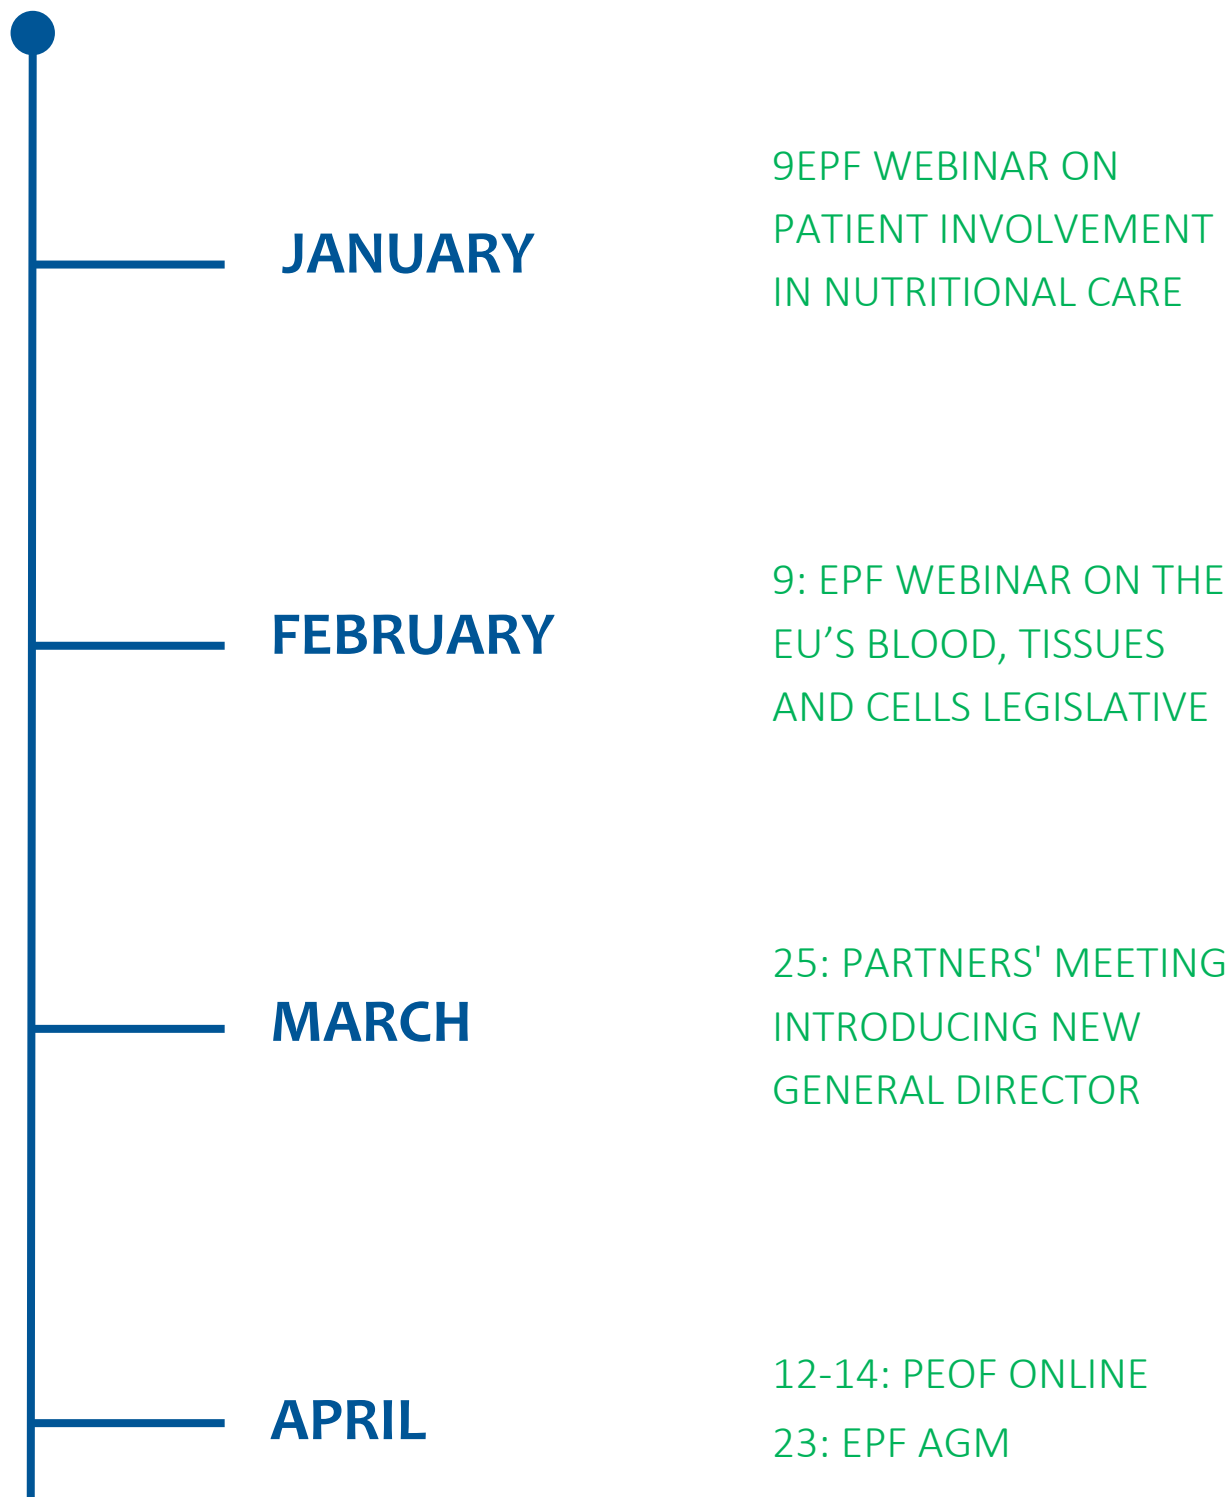 JANUARY
9EPF WEBINAR ON
PATIENT INVOLVEMENT
IN NUTRITIONAL CARE
FEBRUARY
9: EPF WEBINAR ON THE
EU’S BLOOD, TISSUES
AND CELLS LEGISLATIVE
MARCH
25: PARTNERS' MEETING
INTRODUCING NEW
GENERAL DIRECTOR
APRIL
12-14: PEOF ONLINE
23: EPF AGM